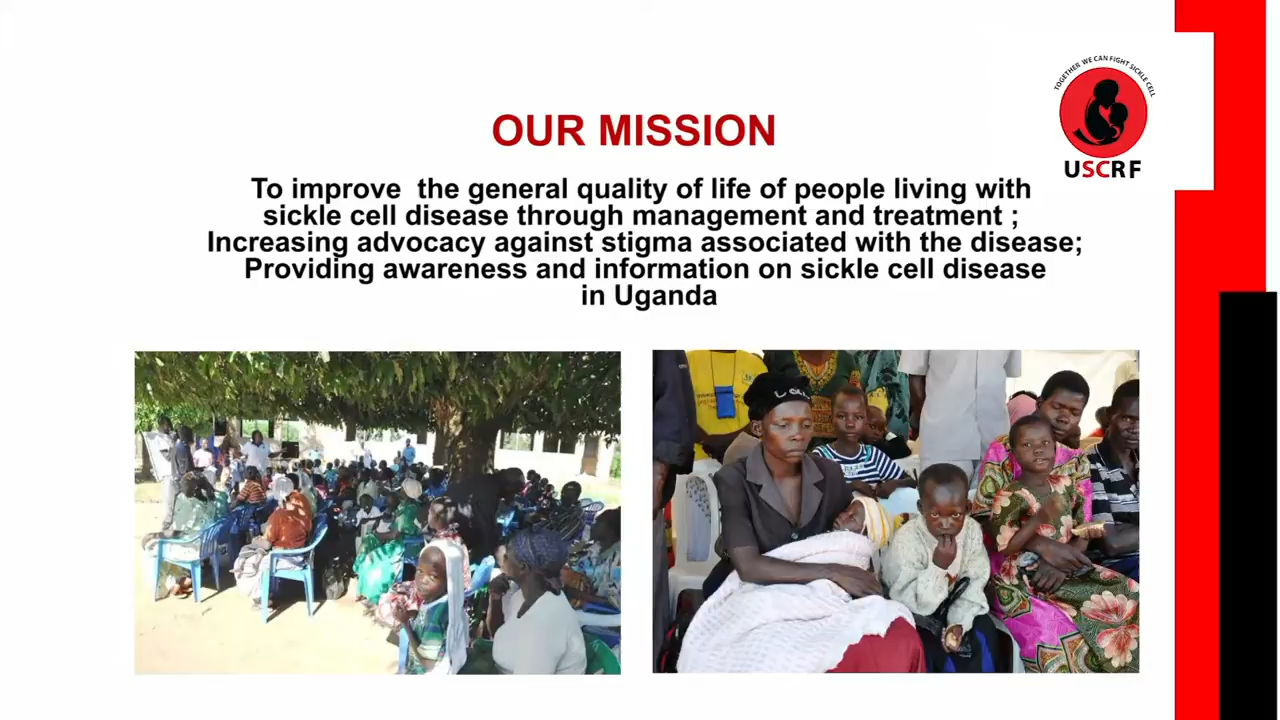 TOGETHER WE CAN FIGHT SICKLE CELL
USCRF
OUR MISSION
To improve  the general quality of life of people living with
sickle cell disease through management and treatment ;
Increasing advocacy against stigma associated with the disease;
Providing awareness and information on sickle cell disease
in Uganda